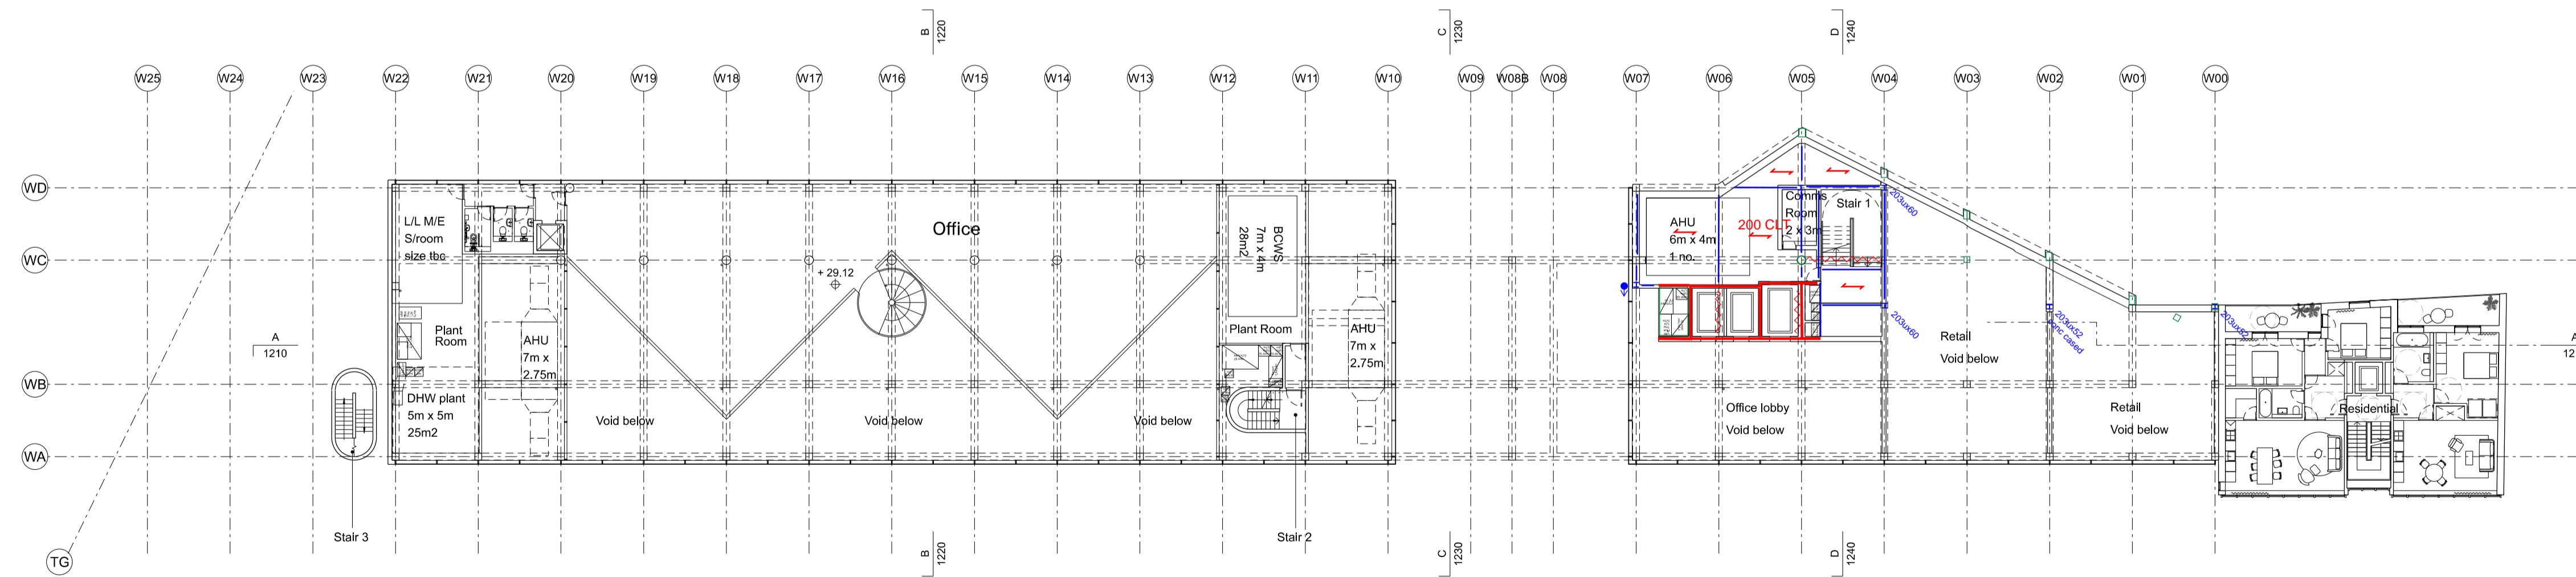 B
1220
C
1230
D
1240
W25
W24
W23
W22
W21
W20
W19
W18
W17
W16
W15
W14
W13
W12
W11
W10
W09
W08B
W08
W07
W06
W05
W04
W03
W02
W01
W00
WD
WC
WB
WA
TG
L/L M/E
S/room
size tbc
Office
+ 29.12
BCWS
7m x 4m
28m2
AHU
6m x 4m
1 no.
200 CLT
Comms
Room
2 x 3m
Stair 1
203ux60
203ux60
203ux52
conc cased
203ux52
A
1210
Plant
Room
AHU
7m x
2.75m
Plant Room
AHU
7m x
2.75m
Retail
Void below
A
12
DHW plant
5m x 5m
25m2
Void below
Void below
Void below
Office lobby
Void below
Retail
Void below
Residential
Stair 3
Stair 2
B
1220
C
1230
D
1240